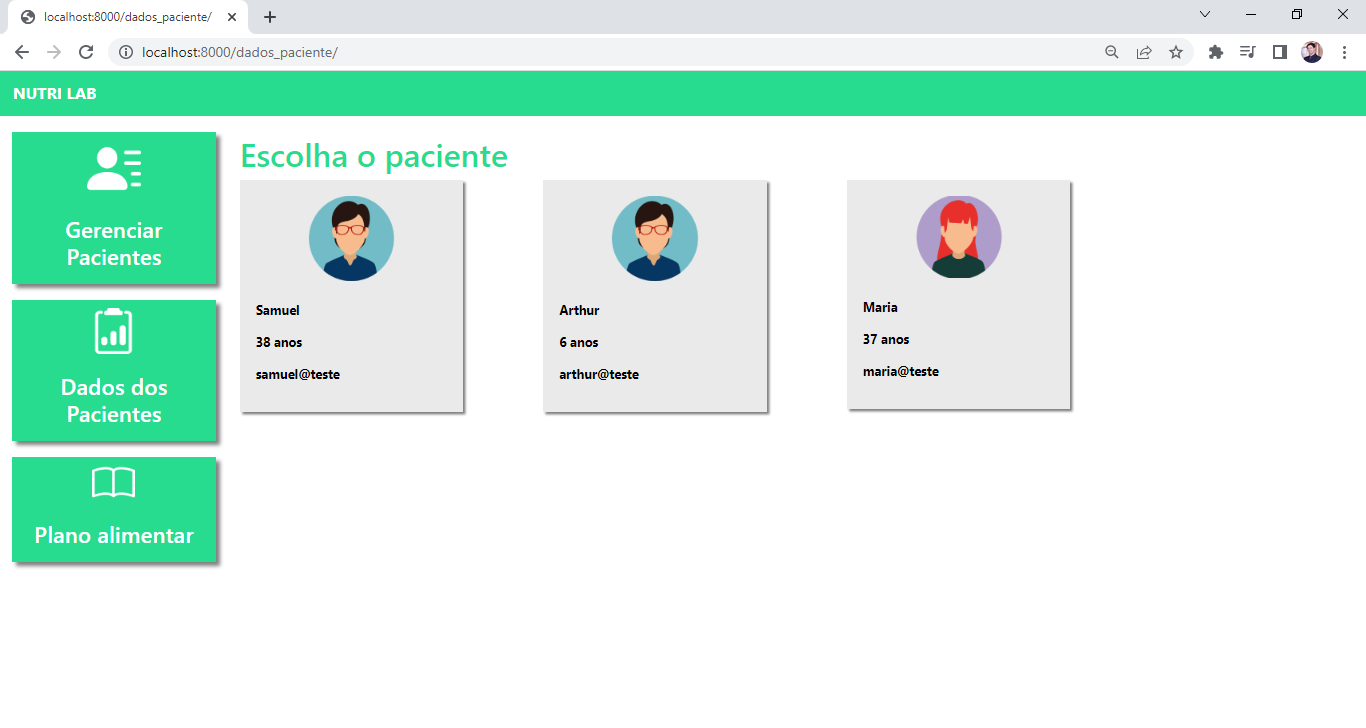 localhost:8000/dados_paciente/
localhost:8000/dados_paciente/
NUTRI LAB
Gerenciar
Pacientes
Dados dos
Pacientes
Plano alimentar
Escolha o paciente
Samuel
38 anos
samuel@teste
Arthur
6 anos
arthur@teste
Maria
37 anos
maria@teste